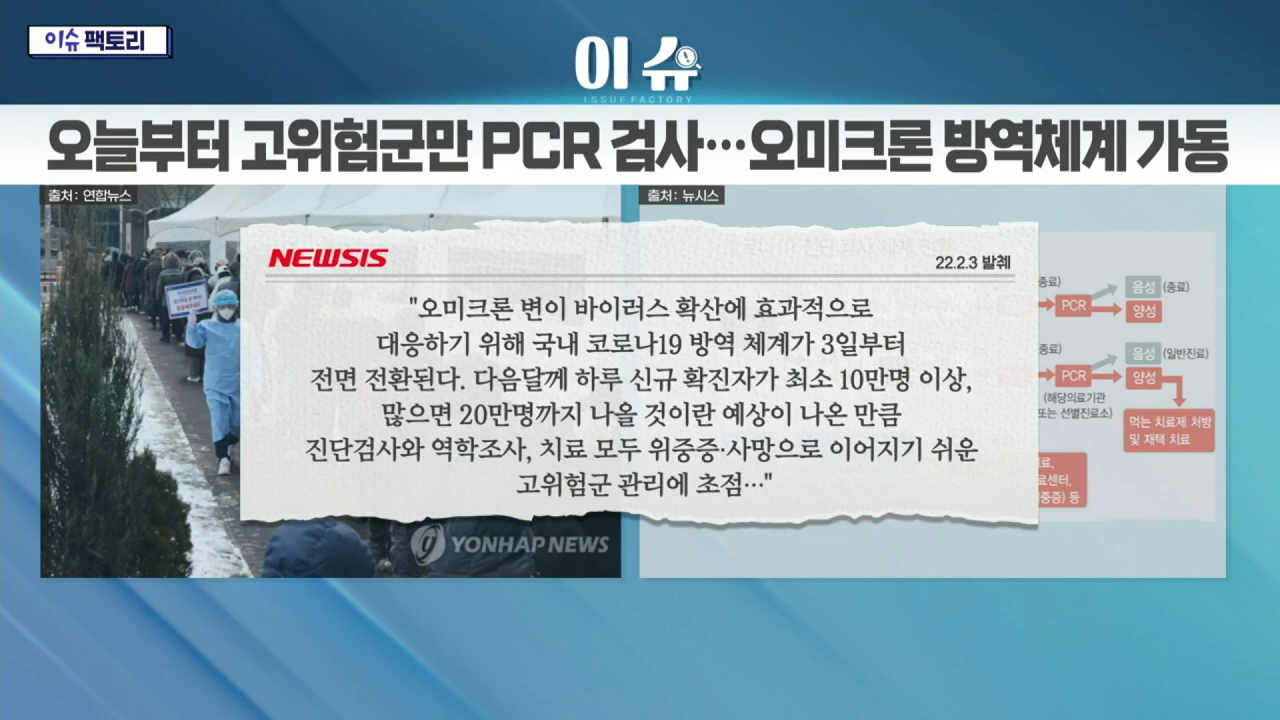 이슈 팩토리
이슈
ISSUE FACTORY
오늘부터 고위험군만 PCR 검사…오미크론 방역체계 가동
출처: 연합뉴스
출처: 뉴시스
NEWSIS
22.2.3 발췌
"오미크론 변이 바이러스 확산에 효과적으로
대응하기 위해 국내 코로나19 방역 체계가 3일부터
전면 전환된다. 다음달께 하루 신규 확진자가 최소 10만명 이상,
많으면 20만명까지 나올 것이란 예상이 나온 만큼
진단검사와 역학조사, 치료 모두 위중증·사망으로 이어지기 쉬운
고위험군 관리에 초점…"
종료)
PCR
음성 (종료)
양성
종료)
PCR
음성 (일반진료)
양성
(해당의료기관
또는 선별진료소)
먹는 치료제 처방
및 재택 치료
료,
료센터,
중증) 등
YONHAP NEWS